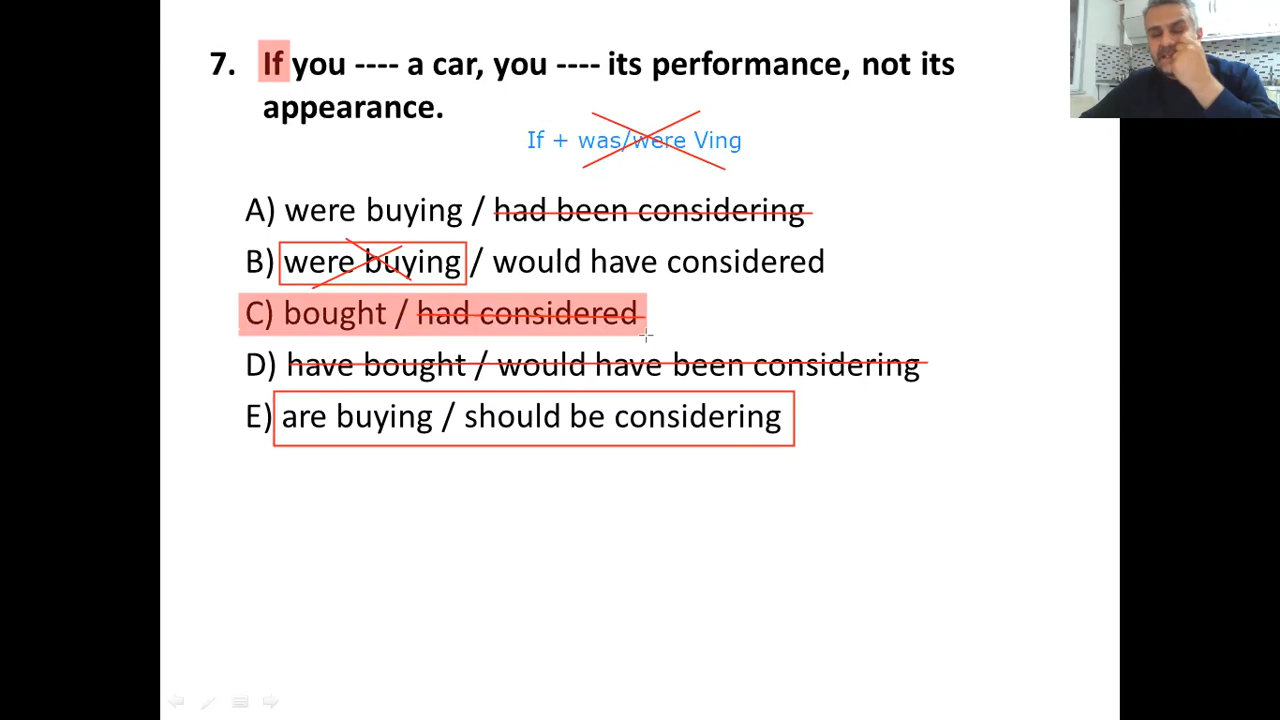 7. If you ---- a car, you ---- its performance, not its
appearance.
If + was/were Ving
A) were buying / had been considering
B) were buying / would have considered
C) bought / had considered
D) have bought / would have been considering
E) are buying / should be considering